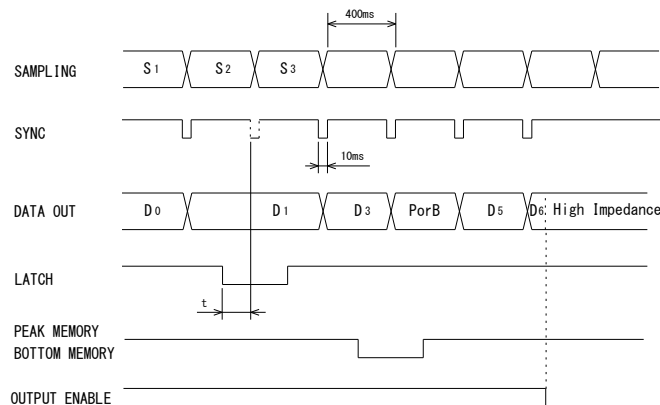 400ms
SAMPLING S1 S2 S3
SYNC
10ms
DATA OUT D0 D1 D3 PorB D5 D6 High Impedance
LATCH
t
PEAK MEMORY
BOTTOM MEMORY
OUTPUT ENABLE